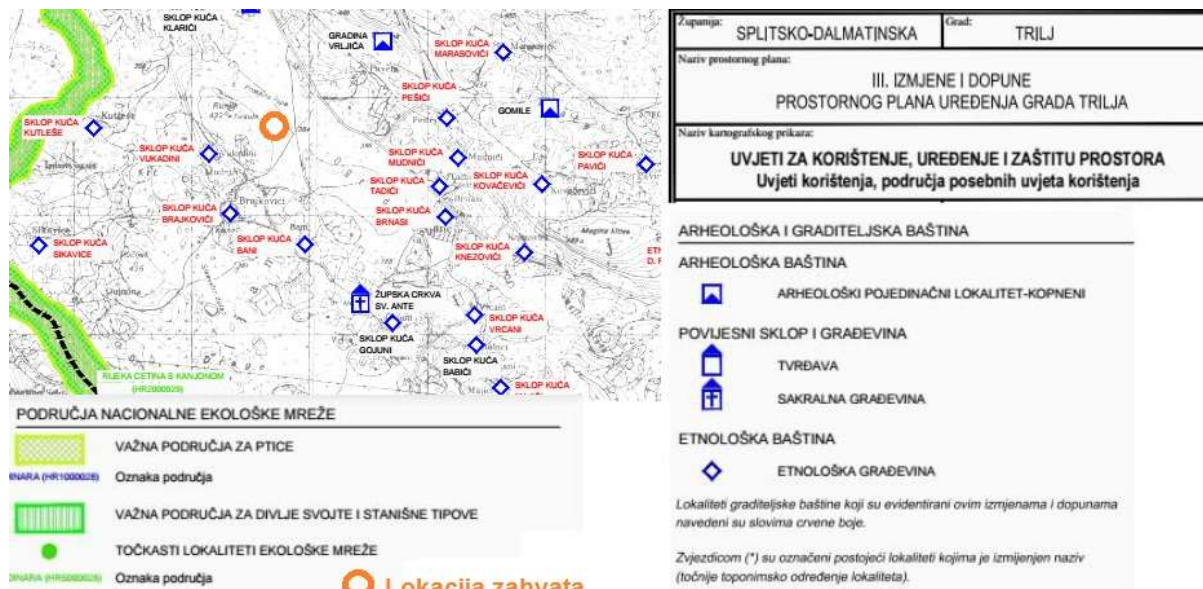 SKLOP KUĆA
KLARIĆI
GRADINA
VRLJIĆA
SKLOP KUĆA
MARASOVIĆI
SKLOP KUĆA
PEŠIĆI
GOMILE
SKLOP KUĆA
KUTLEŠE
Kutleše
SKLOP KUĆA
VUKADINI
SKLOP KUĆA
MUDNIĆI
Mudnići
SKLOP KUĆA
PAVIĆI
SKLOP KUĆA
TADIĆI
SKLOP KUĆA
KOVAČEVIĆI
SKLOP KUĆA
BRAJKOVIĆI
Brajkovići
SKLOP KUĆA
BRNASI
SKLOP KUĆA
SIKAVICE
SKLOP KUĆA
BANI
SKLOP KUĆA
KNEZOVIĆI
ŽUPSKA CRKVA
SV. ANTE
SKLOP KUĆA
GOJUNI
SKLOP KUĆA
VRCANI
SKLOP KUĆA
BABIĆI
SKLOP KUĆA
RIJEKA CETINA S KANJONOM
(HR2000929)
PODRUČJA NACIONALNE EKOLOŠKE MREŽE
VAŽNA PODRUČJA ZA PTICE
DINARA (HR1000028) Oznaka područja
VAŽNA PODRUČJA ZA DIVLJE SVOJTE I STANIŠNE TIPOVE
TOČKASTI LOKALITETI EKOLOŠKE MREŽE
Oznaka područja
Lokacija zahvata
Županija: SPLITSKO-DALMATINSKA Grad: TRILJ
Naziv prostornog plana:
III. IZMJENE I DOPUNE
PROSTORNOG PLANA UREĐENJA GRADA TRILJA
Naziv kartografskog prikaza:
UVJETI ZA KORIŠTENJE, UREĐENJE I ZAŠTITU PROSTORA
Uvjeti korištenja, područja posebnih uvjeta korištenja
ARHEOLOŠKA I GRADITELJSKA BAŠTINA
ARHEOLOŠKA BAŠTINA
ARHEOLOŠKI POJEDINAČNI LOKALITET-KOPNENI
POVIJESNI SKLOP I GRAĐEVINA
TVRĐAVA
SAKRALNA GRAĐEVINA
ETNOLOŠKA BAŠTINA
ETNOLOŠKA GRAĐEVINA
Lokaliteti graditeljske baštine koji su evidentirani ovim izmjenama i dopunama
navedeni su slovima crvene boje.
Zvjezdicom (*) su označeni postojeći lokaliteti kojima je izmijenjen naziv
(točnije toponimsko određenje lokaliteta).